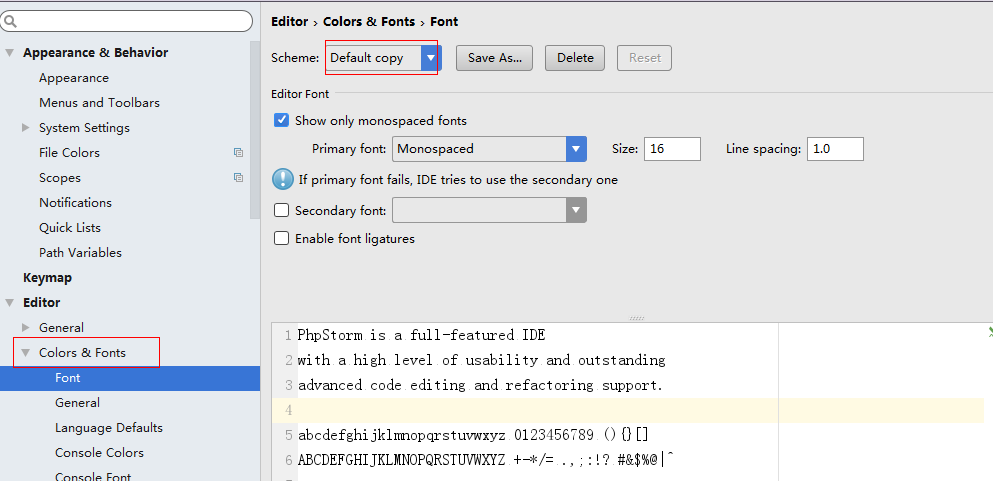 Appearance & Behavior
Appearance
Menus and Toolbars
System Settings
File Colors
Scopes
Notifications
Quick Lists
Path Variables
Keymap
Editor
General
Colors & Fonts
Font
General
Language Defaults
Console Colors
Console Font
Editor › Colors & Fonts › Font
Scheme: Default copy Save As... Delete Reset
Editor Font
Show only monospaced fonts
Primary font: Monospaced Size: 16 Line spacing: 1.0
If primary font fails, IDE tries to use the secondary one
Secondary font:
Enable font ligatures
1 PhpStorm is a full-featured IDE
2 with a high level of usability and outstanding
3 advanced code editing and refactoring support.
4
5 abcdefghijklmnopqrstuvwxyz 0123456789 (){}[]
6 ABCDEFGHIJKLMNOPQRSTUVWXYZ +-*/= .,;:!? #&$%@|^